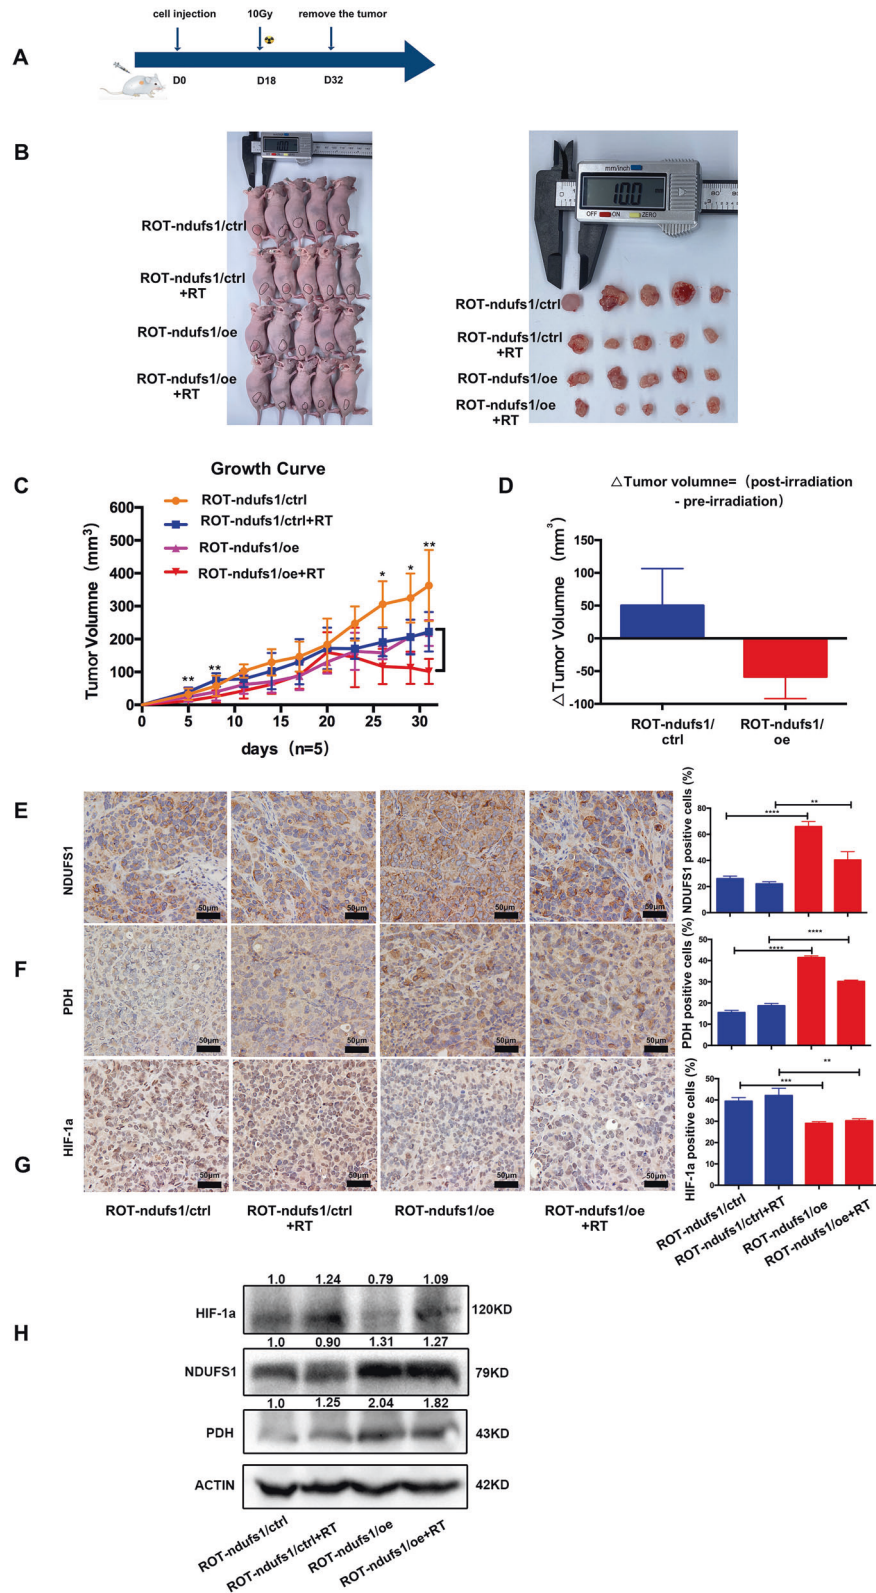 A
cell injection
10Gy
remove the tumor
D0
D18
D32
B
ROT-ndufs1/ctrl
ROT-ndufs1/ctrl
+RT
ROT-ndufs1/oe
ROT-ndufs1/oe
+RT
mm/inch
100
OFF
ON
ZERO
ROT-ndufs1/ctrl
ROT-ndufs1/ctrl
+RT
ROT-ndufs1/oe
ROT-ndufs1/oe
+RT
C
Growth Curve
ROT-ndufs1/ctrl
ROT-ndufs1/ctrl+RT
ROT-ndufs1/oe
ROT-ndufs1/oe+RT
Tumor Volumne (mm3)
600
500
400
300
200
100
0
**
**
*
*
**
0
5
10
15
20
25
30
days (n=5)
D
△Tumor volumne=（post-irradiation
- pre-irradiation）
△Tumor Volumne (mm3)
150
100
50
0
-50
-100
ROT-ndufs1/
ctrl
ROT-ndufs1/
oe
E
NDUFS1
50μm
50μm
50μm
50μm
NDUFS1 positive cells (%)
80
60
40
20
0
****
**
F
PDH
50μm
50μm
50μm
50μm
PDH positive cells (%)
50
40
30
20
10
0
****
****
G
HIF-1a
50μm
50μm
50μm
50μm
HIF-1a positive cells (%)
50
40
30
20
10
0
***
**
ROT-ndufs1/ctrl
ROT-ndufs1/ctrl
+RT
ROT-ndufs1/oe
ROT-ndufs1/oe
+RT
ROT-ndufs1/ctrl
ROT-ndufs1/ctrl+RT
ROT-ndufs1/oe
ROT-ndufs1/oe+RT
H
1.0 1.24 0.79 1.09
HIF-1a
120KD
1.0 0.90 1.31 1.27
NDUFS1
79KD
1.0 1.25 2.04 1.82
PDH
43KD
ACTIN
42KD
ROT-ndufs1/ctrl
ROT-ndufs1/ctrl+RT
ROT-ndufs1/oe
ROT-ndufs1/oe+RT